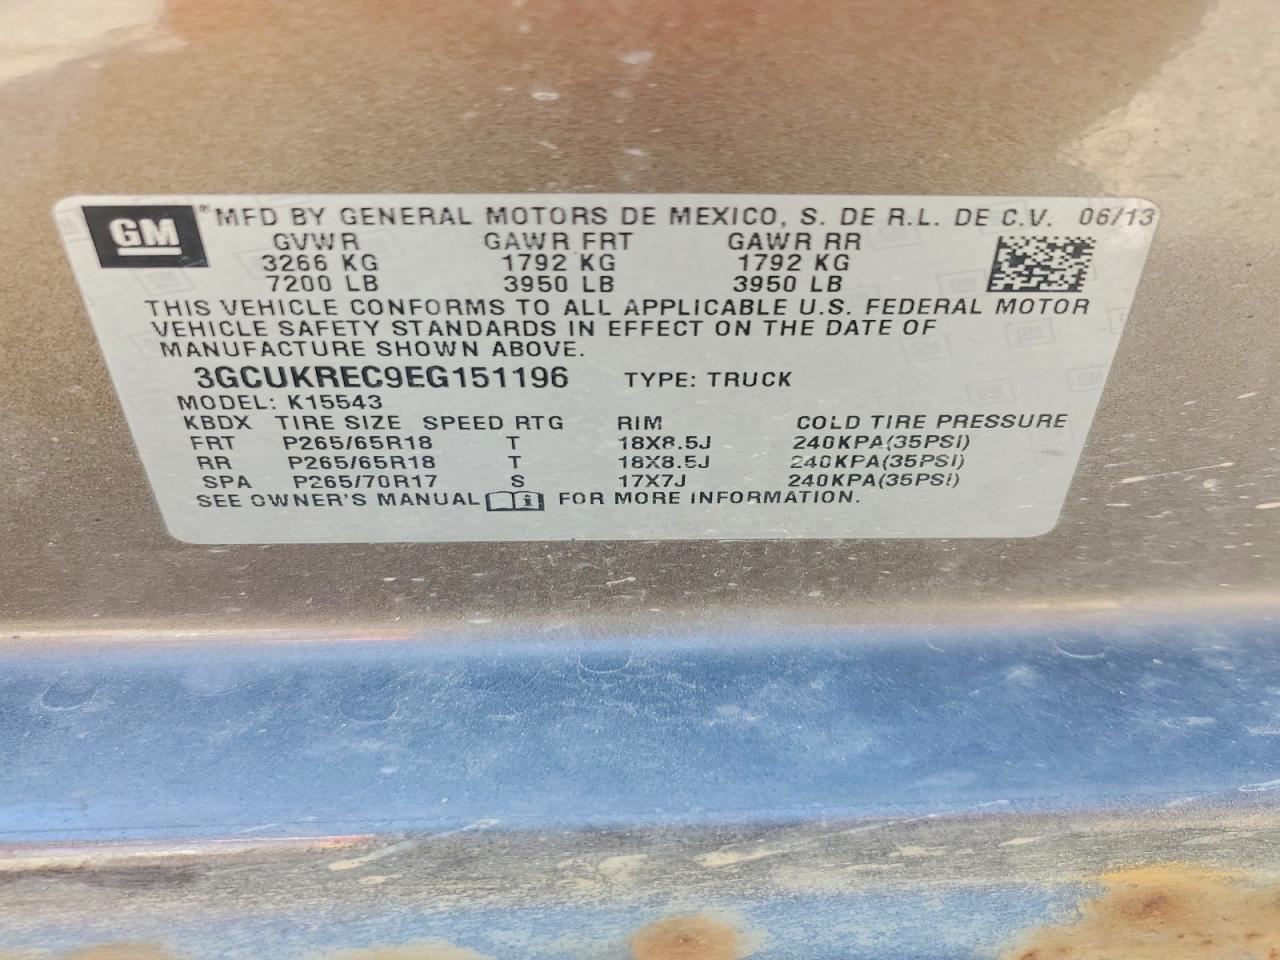 GM ® MFD BY GENERAL MOTORS DE MEXICO, S. DE R.L. DE C.V. 06/13
GVWR GAWR FRT GAWR RR
3266 KG 1792 KG 1792 KG
7200 LB 3950 LB 3950 LB
THIS VEHICLE CONFORMS TO ALL APPLICABLE U.S. FEDERAL MOTOR
VEHICLE SAFETY STANDARDS IN EFFECT ON THE DATE OF
MANUFACTURE SHOWN ABOVE.
3GCUKREC9EG151196 TYPE: TRUCK
MODEL: K15543
KBDX TIRE SIZE SPEED RTG RIM COLD TIRE PRESSURE
FRT P265/65R18 T 18X8.5J 240KPA(35PSI)
RR P265/65R18 T 18X8.5J 240KPA(35PSI)
SPA P265/70R17 S 17X7J 240KPA(35PSI)
SEE OWNER'S MANUAL FOR MORE INFORMATION.